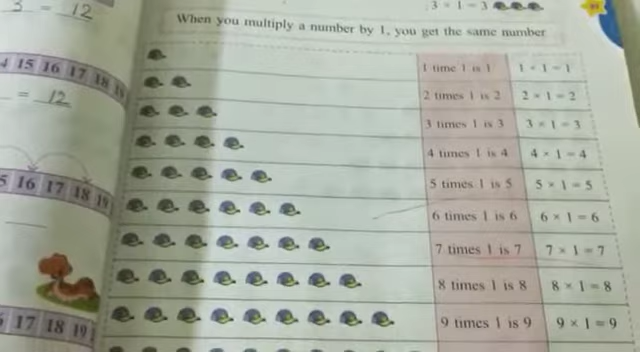 3 = 12
3 × 1 = 3
When you multiply a number by 1, you get the same number
1 time 1 is 1 1 × 1 = 1
15 16 17 18
2 times 1 is 2 2 × 1 = 2
= 12
3 times 1 is 3 3 × 1 = 3
4 times 1 is 4 4 × 1 = 4
5 times 1 is 5 5 × 1 = 5
16 17 18 19
6 times 1 is 6 6 × 1 = 6
7 times 1 is 7 7 × 1 = 7
8 times 1 is 8 8 × 1 = 8
17 18 19
9 times 1 is 9 9 × 1 = 9